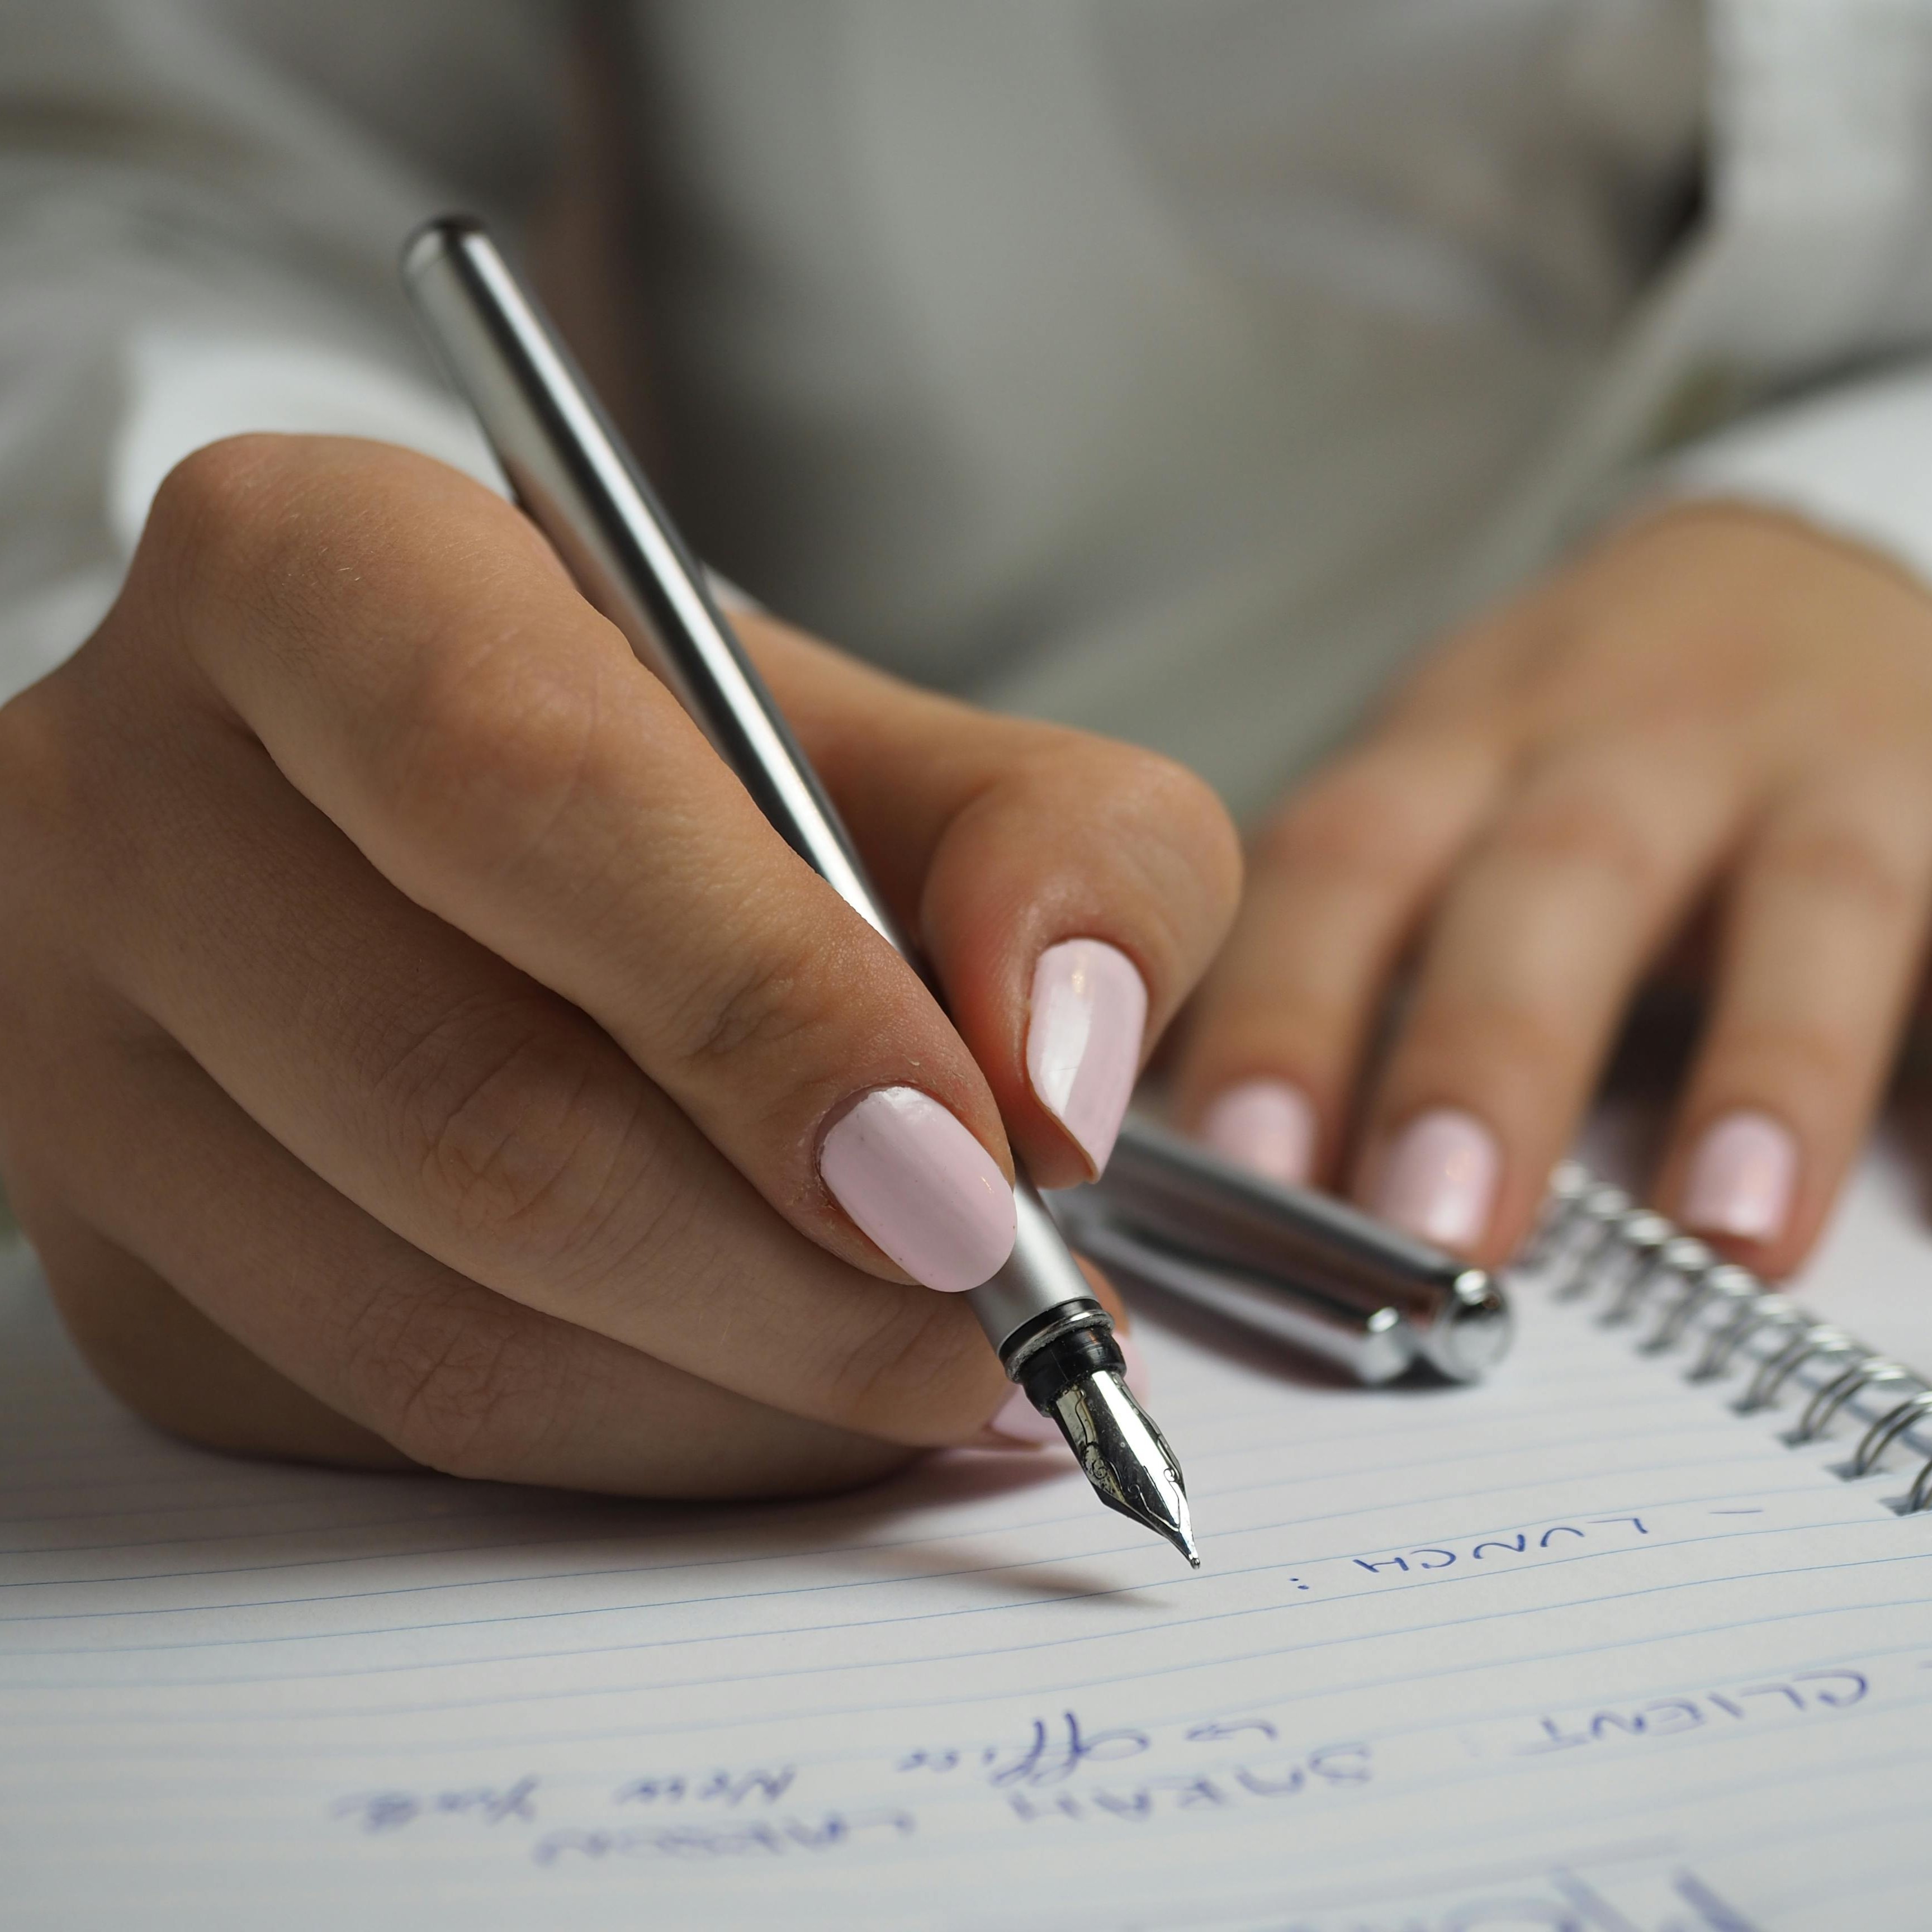 - CLIENT : SARAH LARSON
↳ Office New York
- LUNCH :